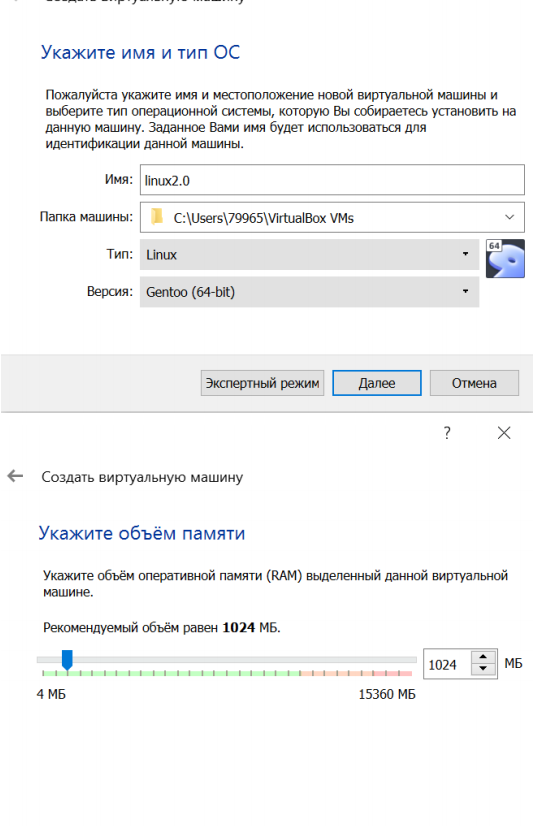 Создать виртуальную машину
Укажите имя и тип ОС
Пожалуйста укажите имя и местоположение новой виртуальной машины и
выберите тип операционной системы, которую Вы собираетесь установить на
данную машину. Заданное Вами имя будет использоваться для
идентификации данной машины.
Имя: linux2.0
Папка машины: C:\Users\79965\VirtualBox VMs
Тип: Linux
64
Версия: Gentoo (64-bit)
Экспертный режим Далее Отмена
?
Создать виртуальную машину
Укажите объём памяти
Укажите объём оперативной памяти (RAM) выделенный данной виртуальной
машине.
Рекомендуемый объём равен 1024 МБ.
1024 МБ
4 МБ 15360 МБ